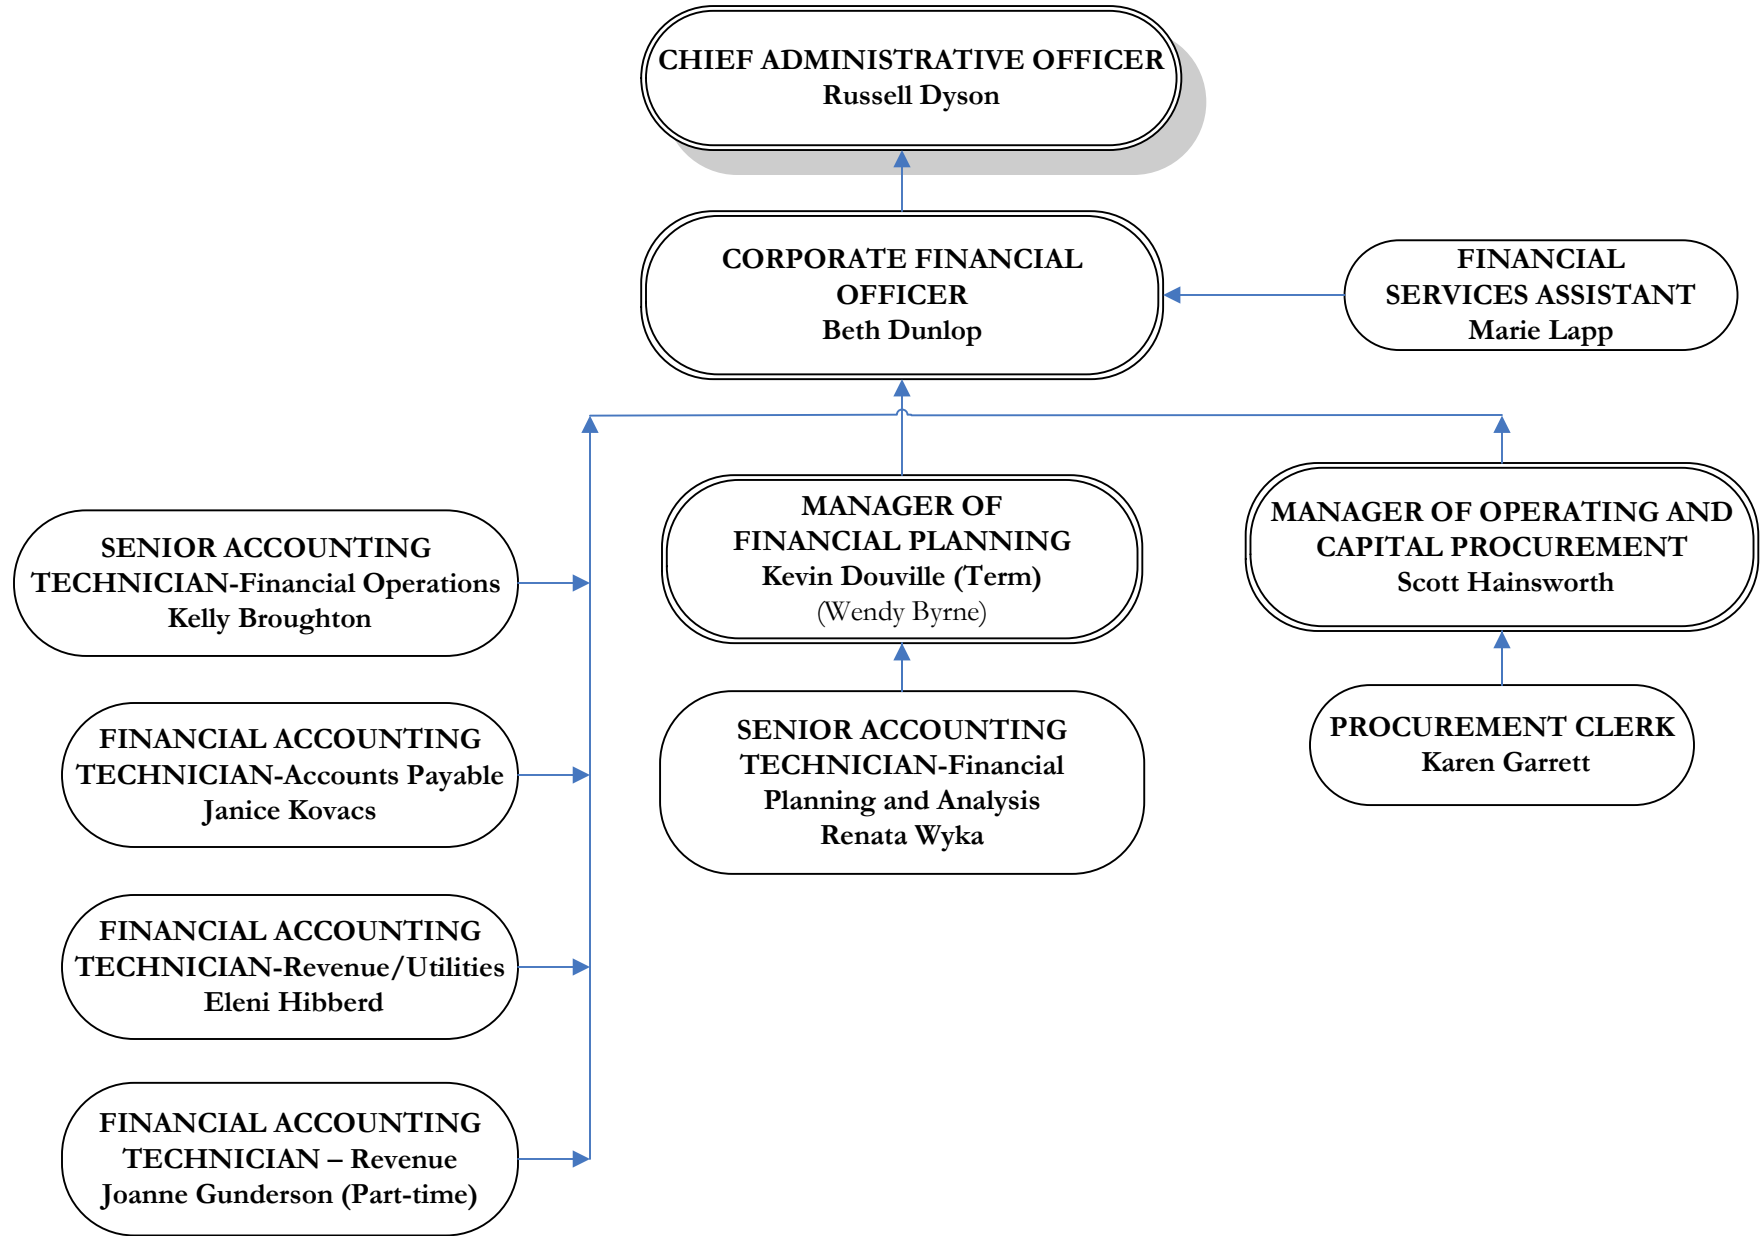 CHIEF ADMINISTRATIVE OFFICER
Russell Dyson
CORPORATE FINANCIAL
OFFICER
Beth Dunlop
FINANCIAL
SERVICES ASSISTANT
Marie Lapp
SENIOR ACCOUNTING
TECHNICIAN-Financial Operations
Kelly Broughton
MANAGER OF
FINANCIAL PLANNING
Kevin Douville (Term)
(Wendy Byrne)
MANAGER OF OPERATING AND
CAPITAL PROCUREMENT
Scott Hainsworth
FINANCIAL ACCOUNTING
TECHNICIAN-Accounts Payable
Janice Kovacs
SENIOR ACCOUNTING
TECHNICIAN-Financial
Planning and Analysis
Renata Wyka
PROCUREMENT CLERK
Karen Garrett
FINANCIAL ACCOUNTING
TECHNICIAN-Revenue/Utilities
Eleni Hibberd
FINANCIAL ACCOUNTING
TECHNICIAN – Revenue
Joanne Gunderson (Part-time)